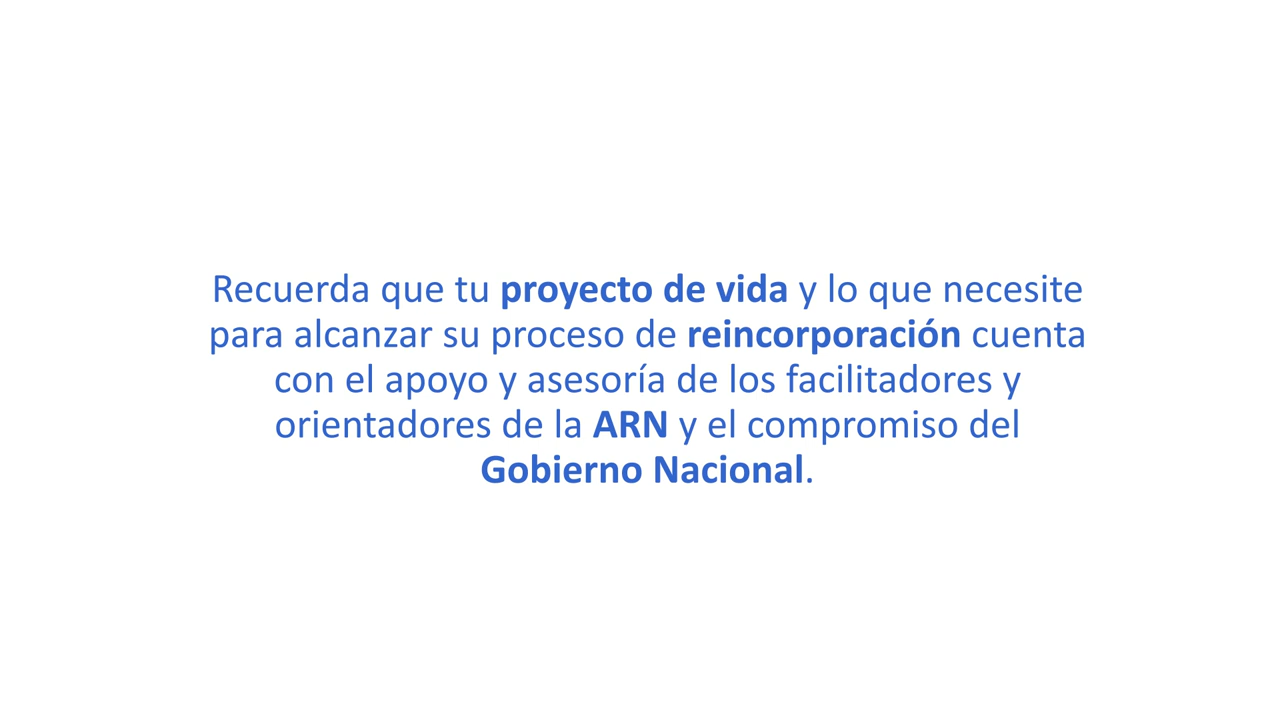 Recuerda que tu proyecto de vida y lo que necesite
para alcanzar su proceso de reincorporación cuenta
con el apoyo y asesoría de los facilitadores y
orientadores de la ARN y el compromiso del
Gobierno Nacional.